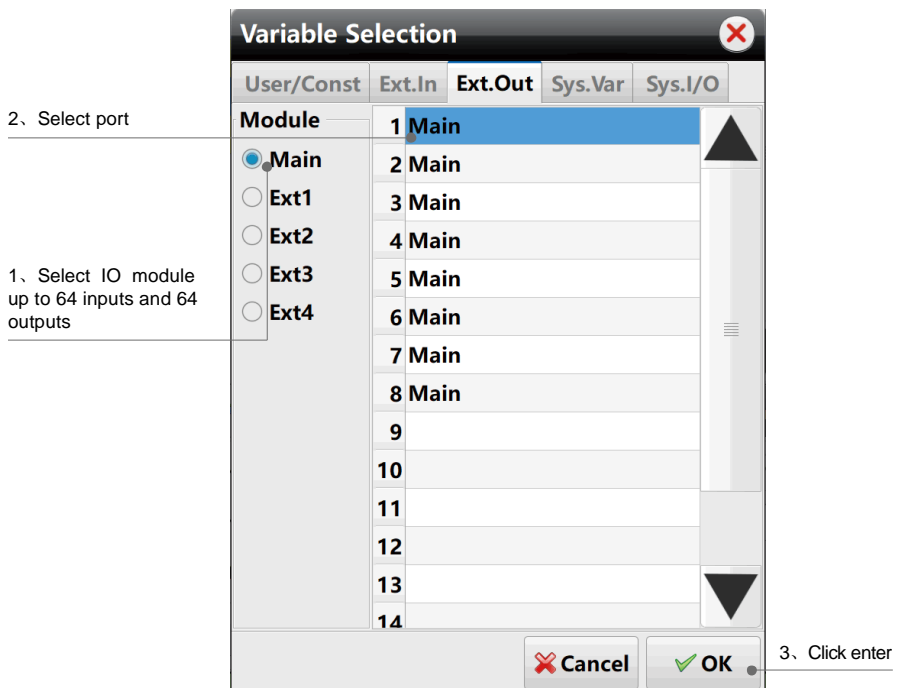 Variable Selection
User/Const Ext.In Ext.Out Sys.Var Sys.I/O
2、Select port
Module
Main
Ext1
Ext2
Ext3
Ext4
1、Select IO module
up to 64 inputs and 64
outputs
1 Main
2 Main
3 Main
4 Main
5 Main
6 Main
7 Main
8 Main
9
10
11
12
13
14
Cancel
OK
3、Click enter